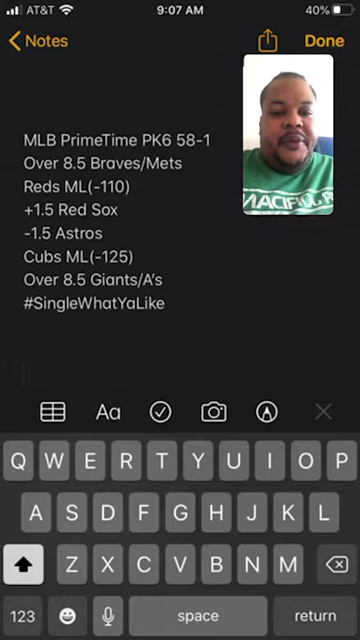 AT&T 9:07 AM 40%
Notes Done
MLB PrimeTime PK6 58-1
Over 8.5 Braves/Mets
Reds ML(-110)
+1.5 Red Sox
-1.5 Astros
Cubs ML(-125)
Over 8.5 Giants/A's
#SingleWhatYaLike
Aa
Q W E R T Y U I O P
A S D F G H J K L
Z X C V B N M
123 space return